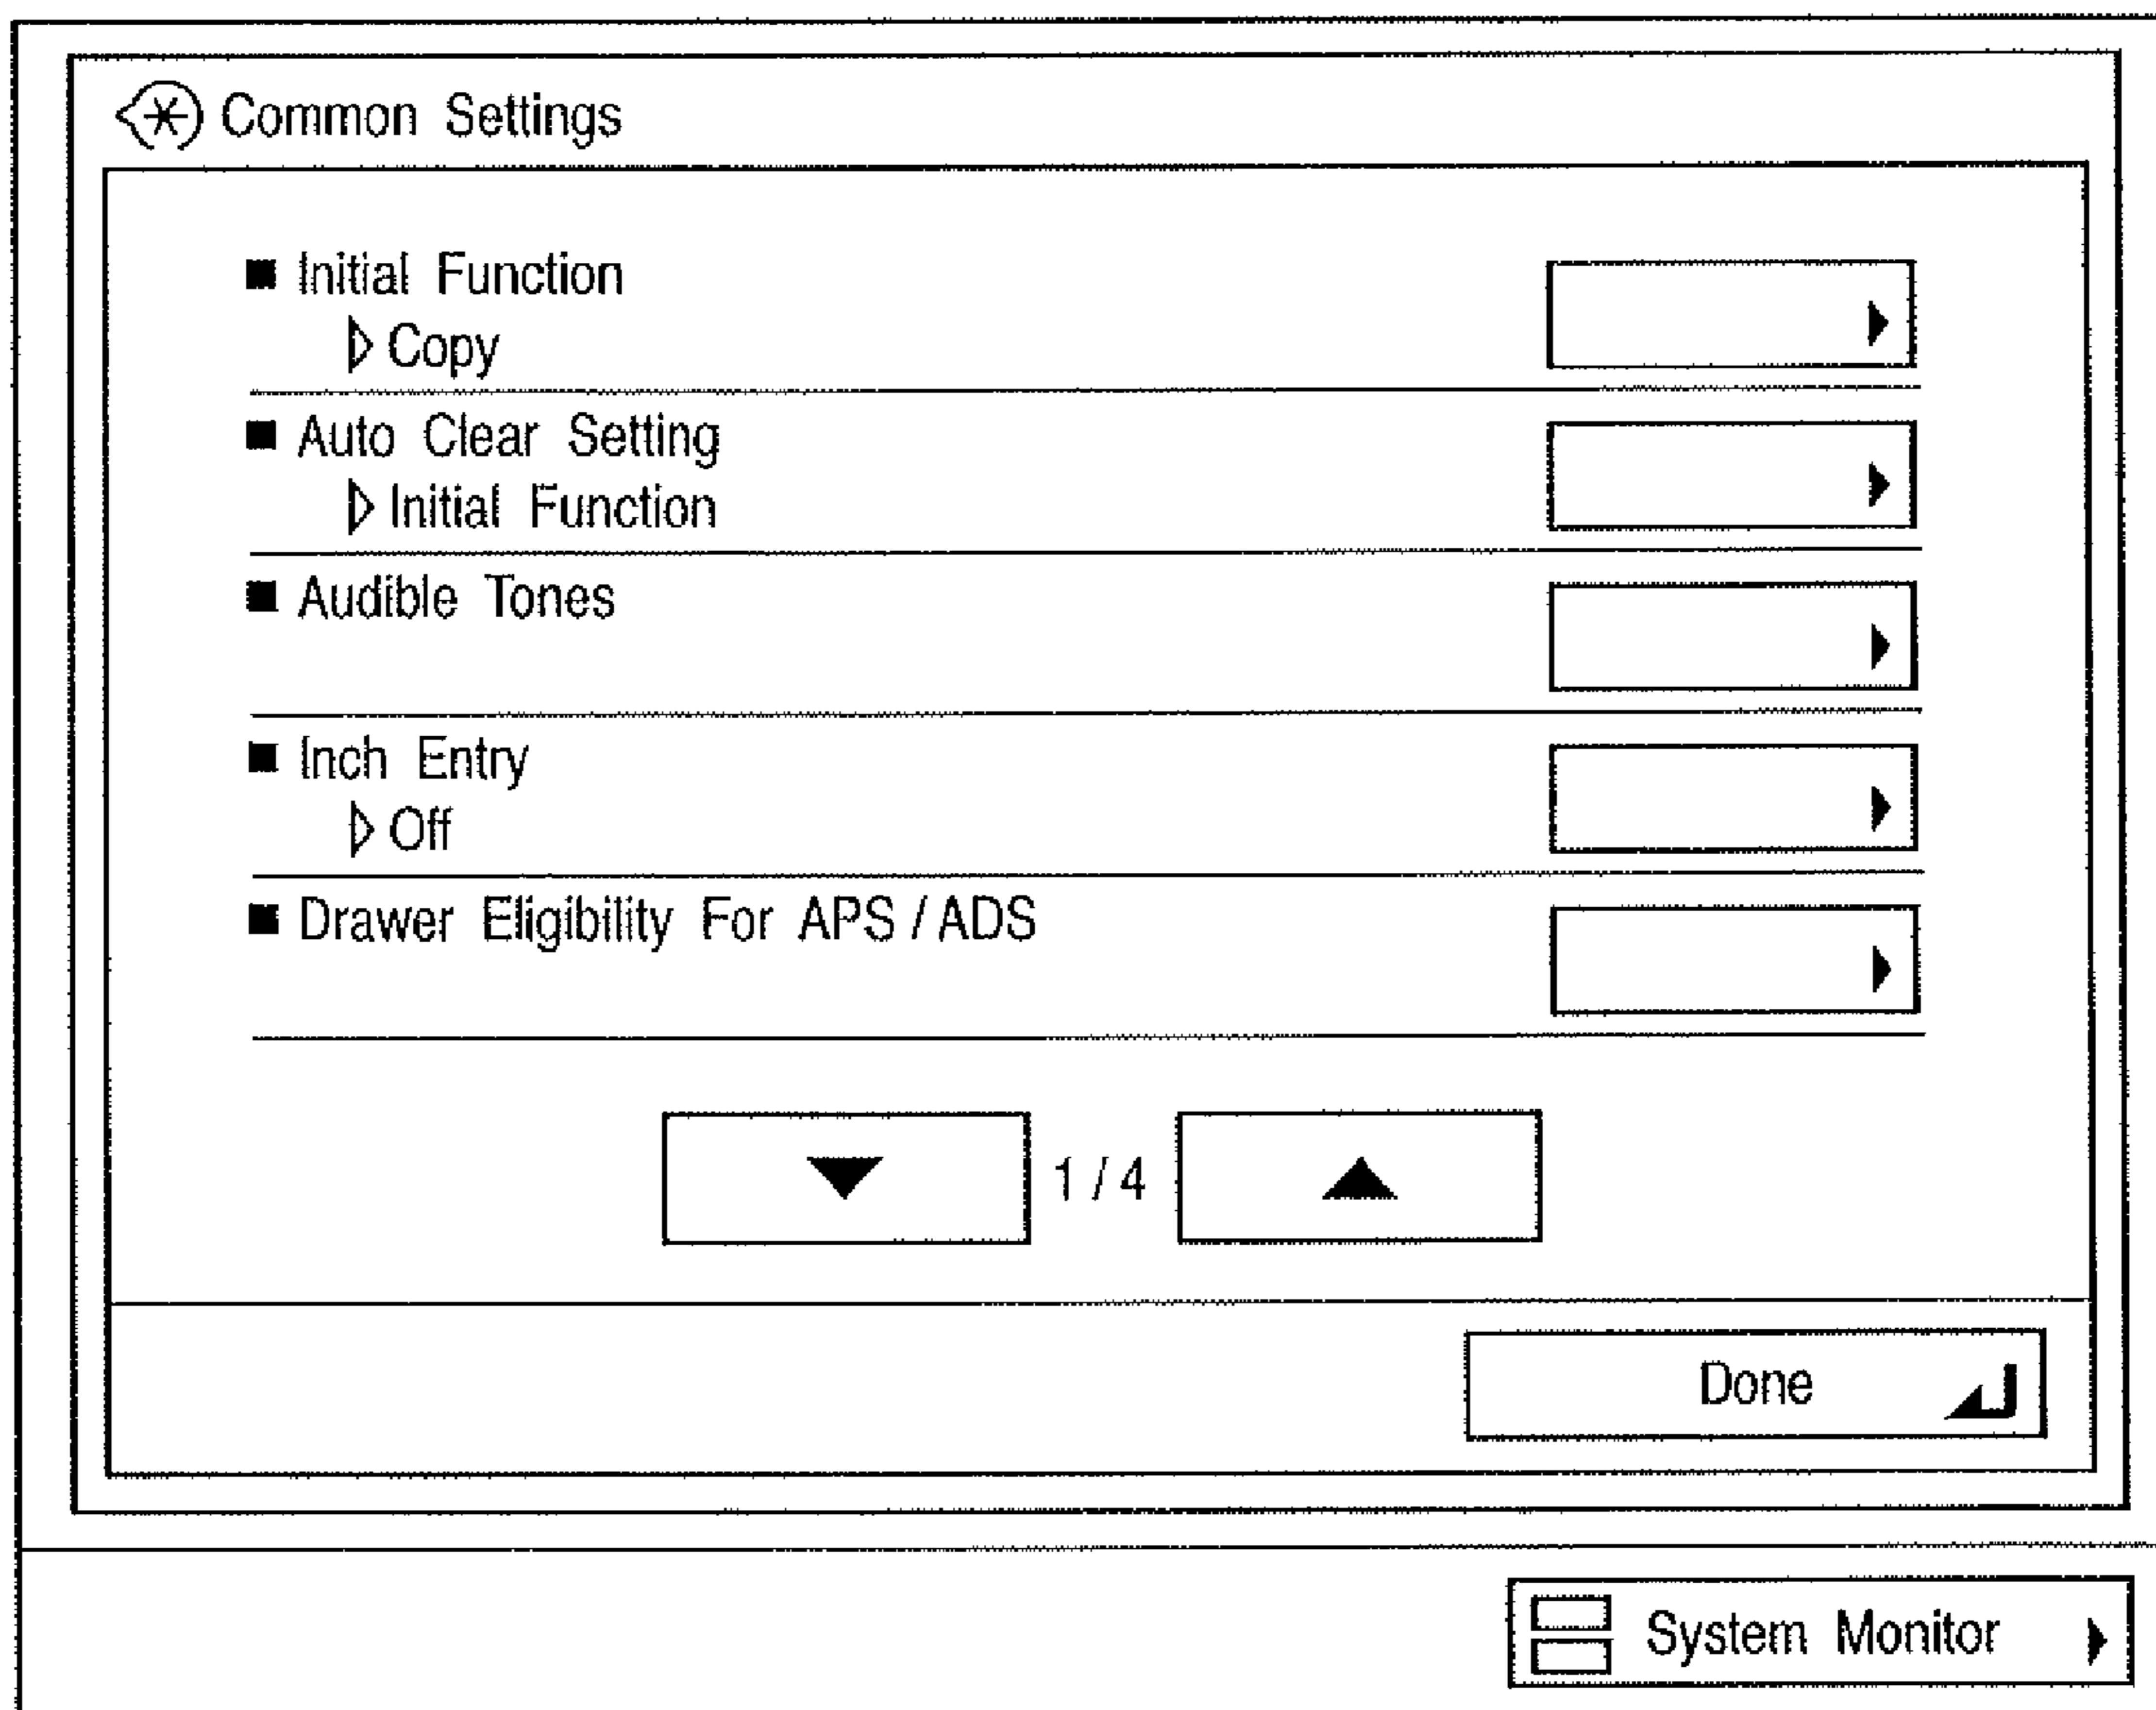 Common Settings
■ Initial Function
▷ Copy
■ Auto Clear Setting
▷ Initial Function
■ Audible Tones
■ Inch Entry
▷ Off
■ Drawer Eligibility For APS / ADS
1 / 4
Done
System Monitor